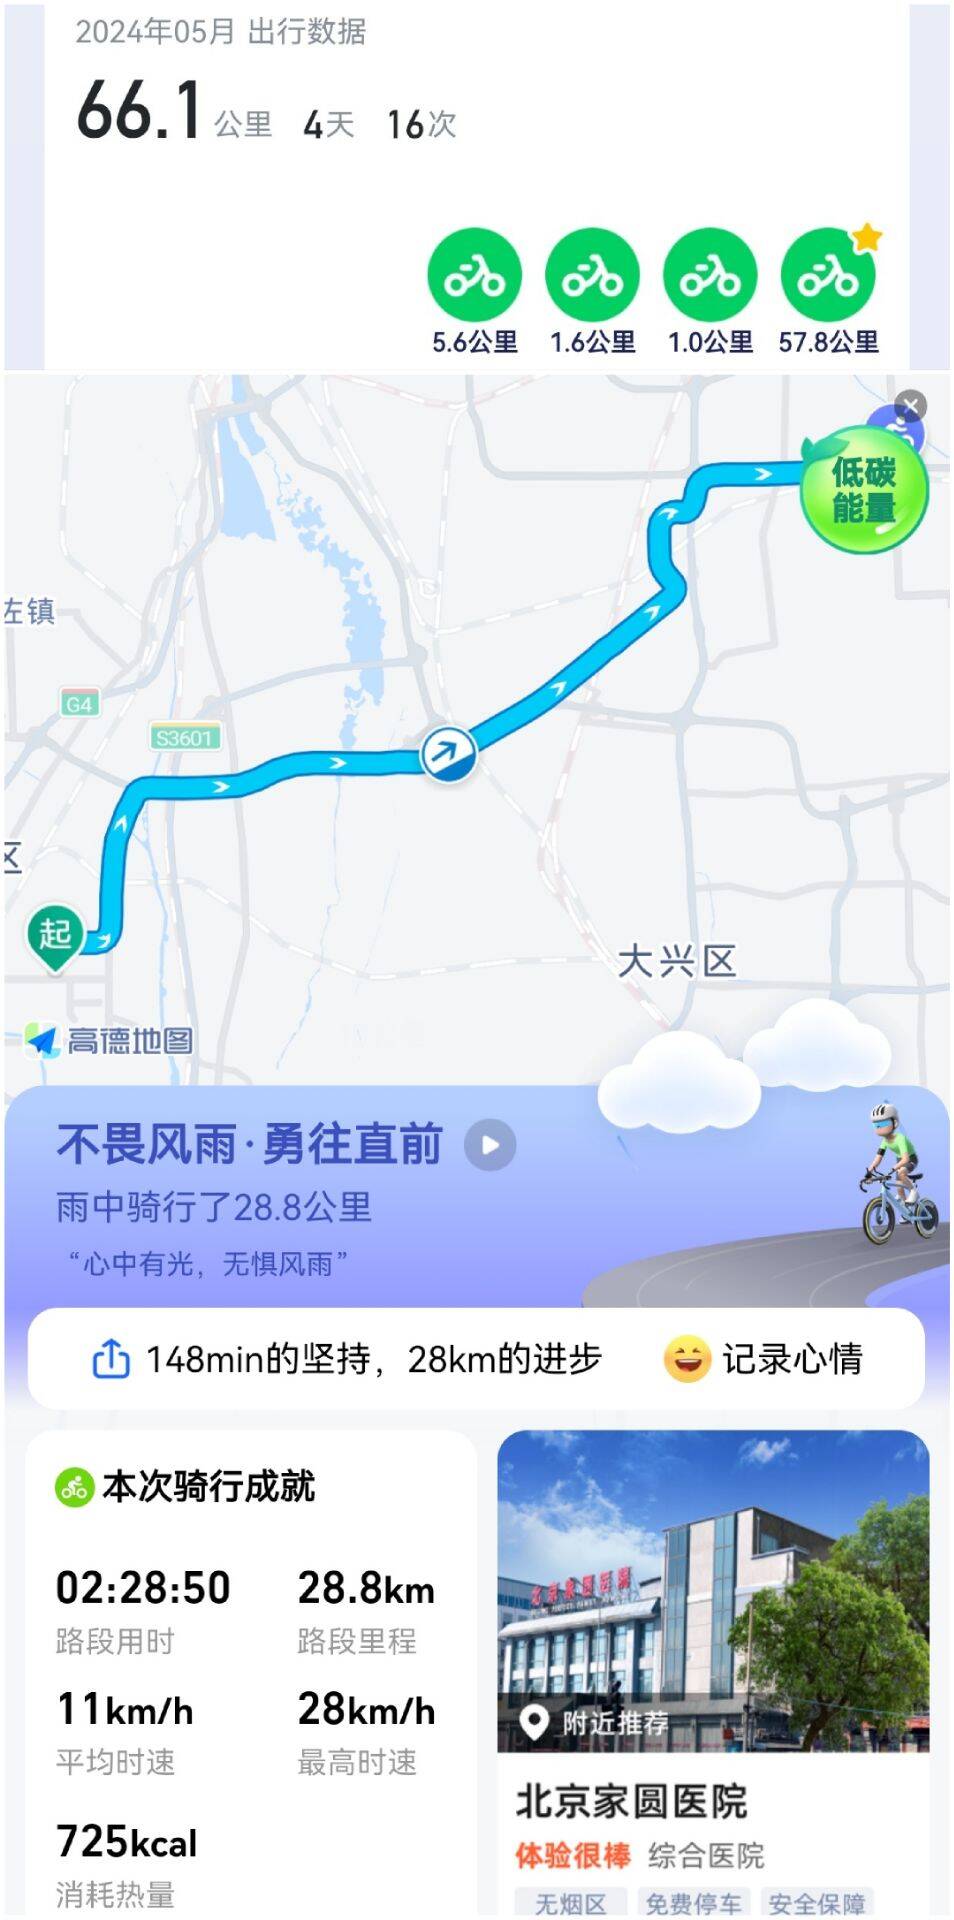 2024年05月 出行数据
66.1公里 4天 16次
5.6公里 1.6公里 1.0公里 57.8公里
低碳
能量
左镇
G4
S3601
区
起
大兴区
高德地图
不畏风雨·勇往直前
雨中骑行了28.8公里
“心中有光，无惧风雨”
148min的坚持，28km的进步 记录心情
本次骑行成就
02:28:50 28.8km
路段用时 路段里程
11km/h 28km/h
平均时速 最高时速
725kcal
消耗热量
北京家圆医院
附近推荐
北京家圆医院
体验很棒 综合医院
无烟区 免费停车 安全保障